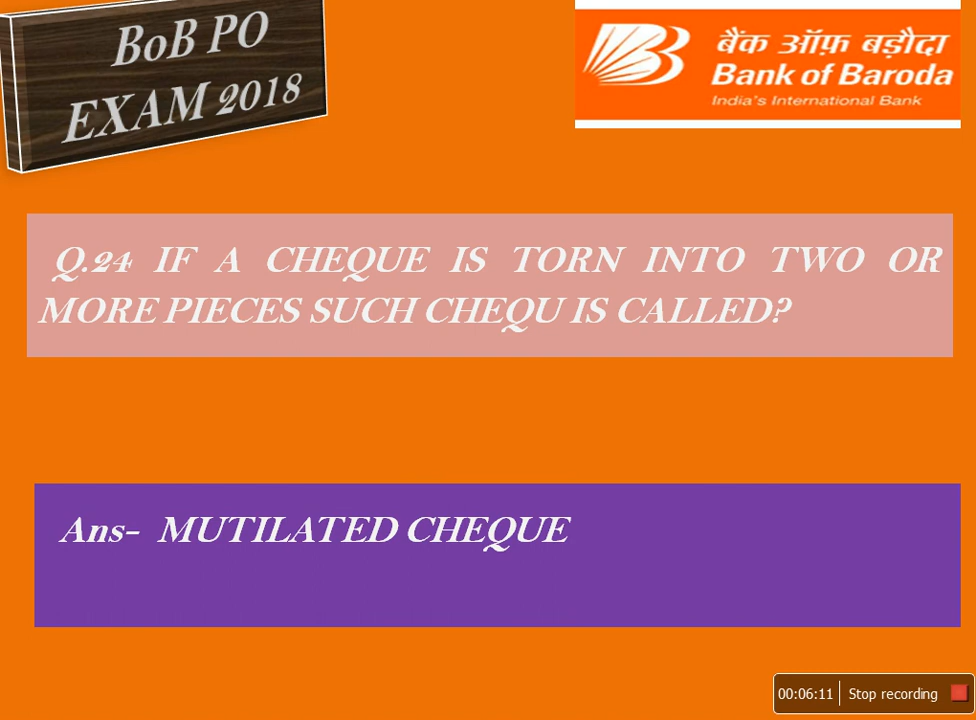 BoB PO
EXAM 2018
बैंक ऑफ़ बड़ौदा
Bank of Baroda
India's International Bank
Q.24 IF A CHEQUE IS TORN INTO TWO OR
MORE PIECES SUCH CHEQU IS CALLED?
Ans- MUTILATED CHEQUE
00:06:11 Stop recording